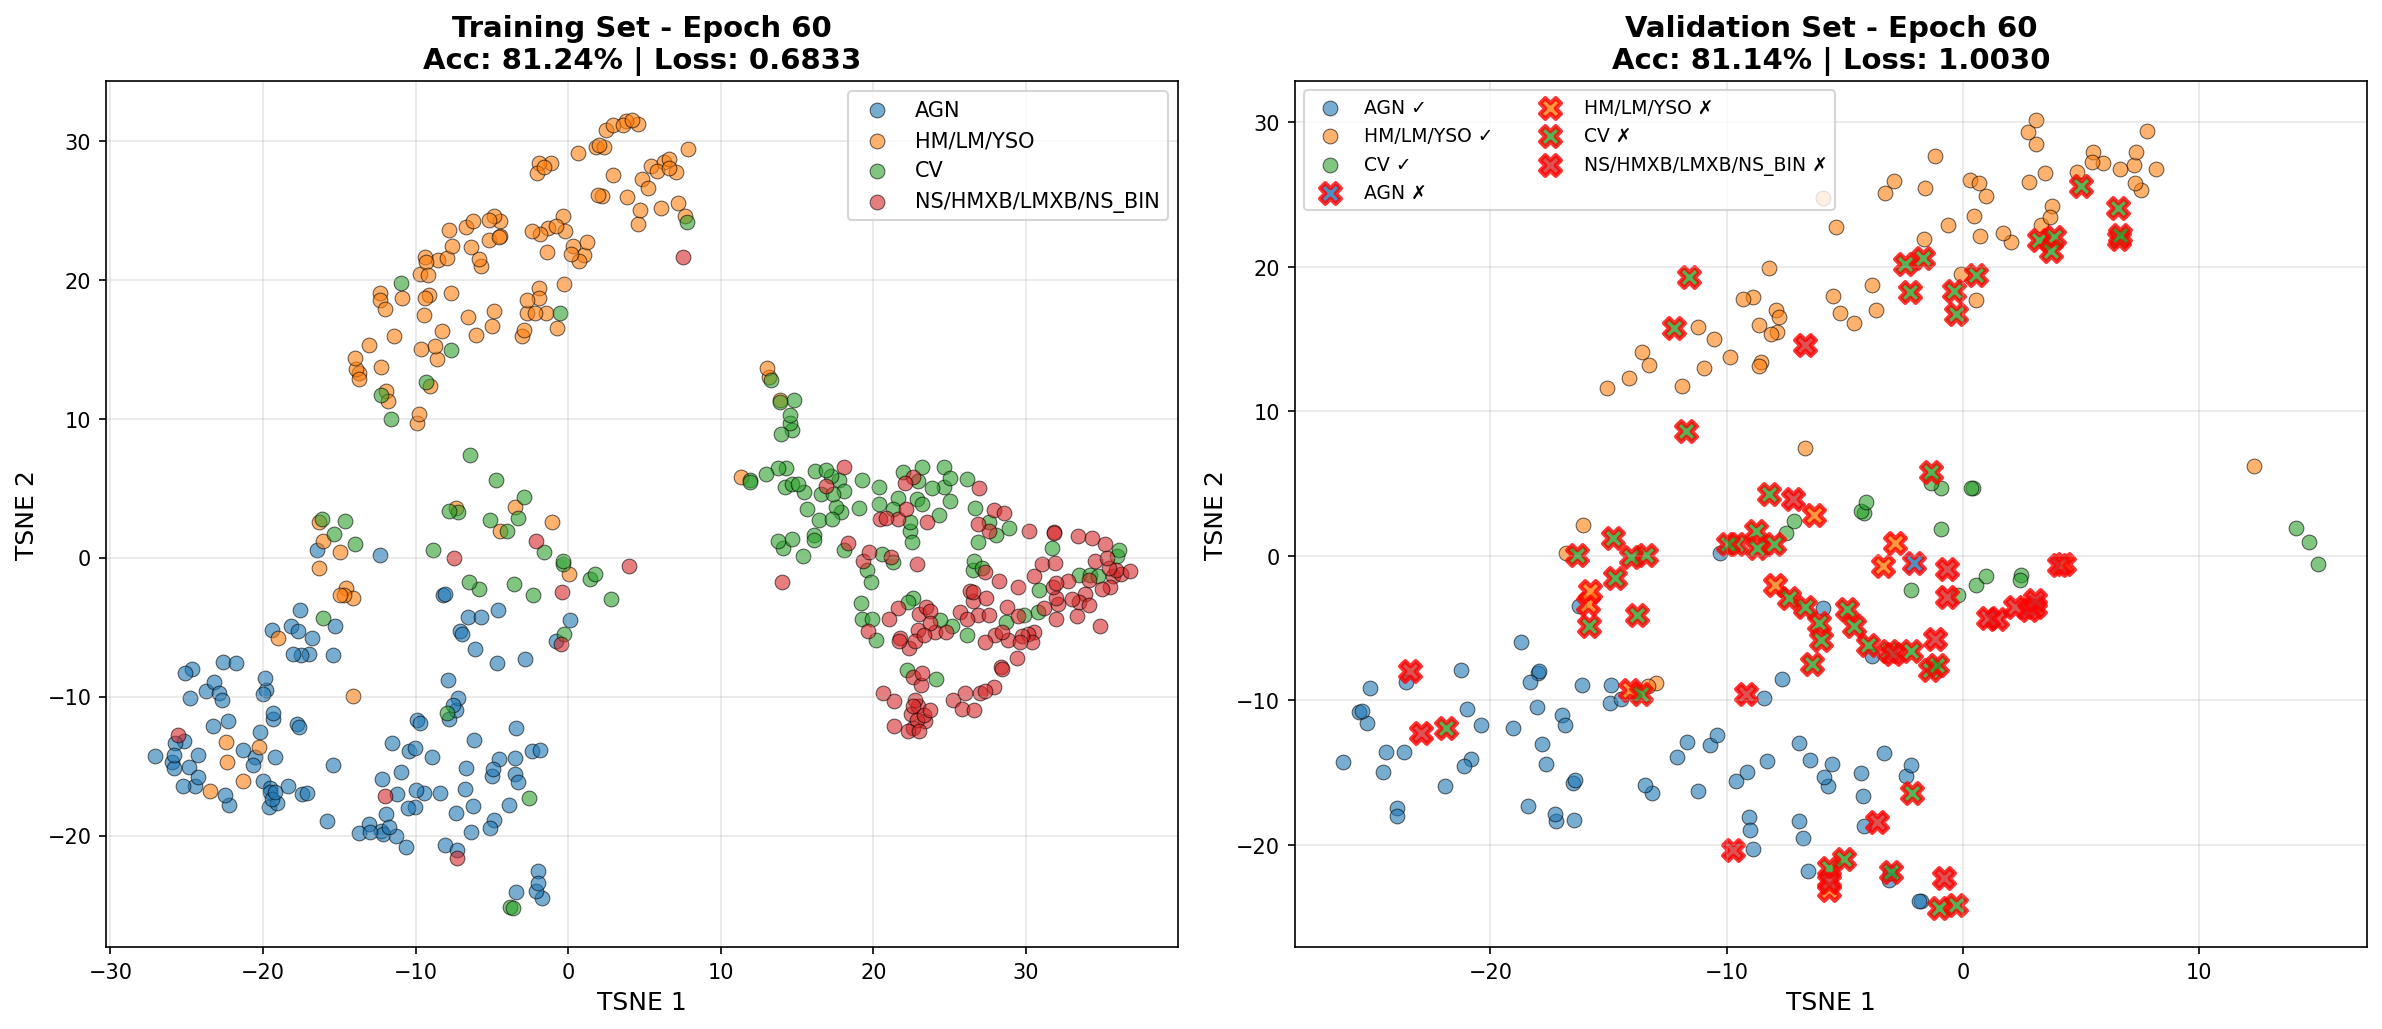 Training Set - Epoch 60
Acc: 81.24% | Loss: 0.6833
AGN
HM/LM/YSO
CV
NS/HMXB/LMXB/NS_BIN
30
20
10
0
−10
−20
TSNE 2
−30
−20
−10
0
10
20
30
TSNE 1
Validation Set - Epoch 60
Acc: 81.14% | Loss: 1.0030
AGN ✓
HM/LM/YSO ✓
CV ✓
AGN ✗
HM/LM/YSO ✗
CV ✗
NS/HMXB/LMXB/NS_BIN ✗
30
20
10
0
−10
−20
TSNE 2
−20
−10
0
10
TSNE 1